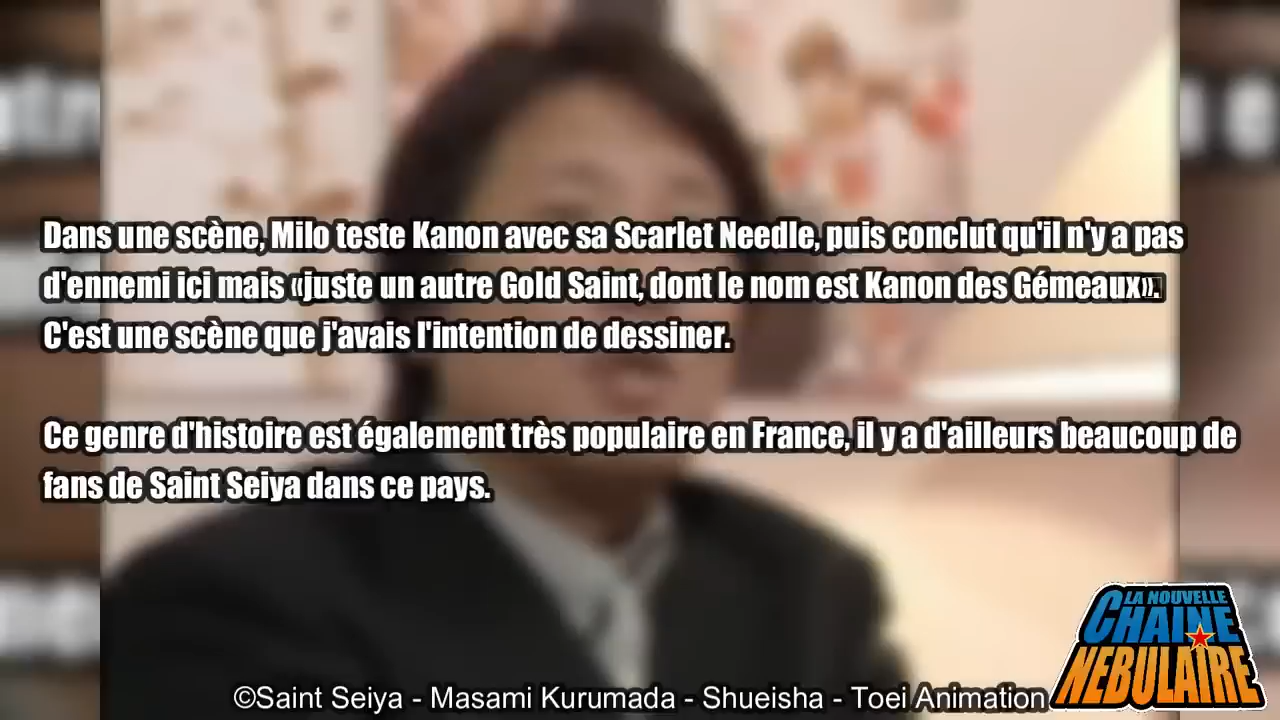 Dans une scène, Milo teste Kanon avec sa Scarlet Needle, puis conclut qu'il n'y a pas
d'ennemi ici mais «juste un autre Gold Saint, dont le nom est Kanon des Gémeaux».
C'est une scène que j'avais l'intention de dessiner.
Ce genre d'histoire est également très populaire en France, il y a d'ailleurs beaucoup de
fans de Saint Seiya dans ce pays.
LA NOUVELLE
CHAINE
NEBULAIRE
©Saint Seiya - Masami Kurumada - Shueisha - Toei Animation